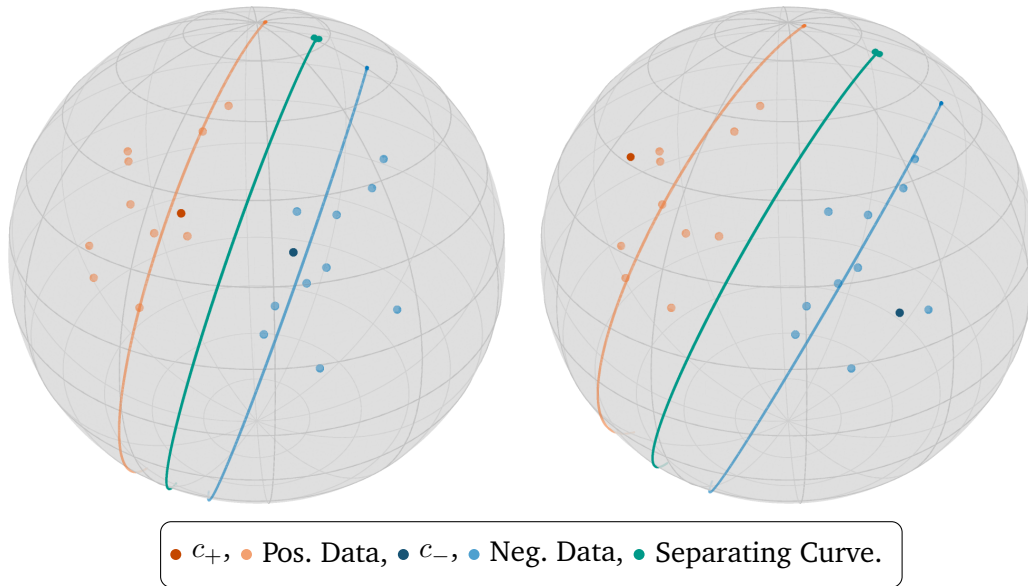 c₊, Pos. Data, c₋, Neg. Data, Separating Curve.